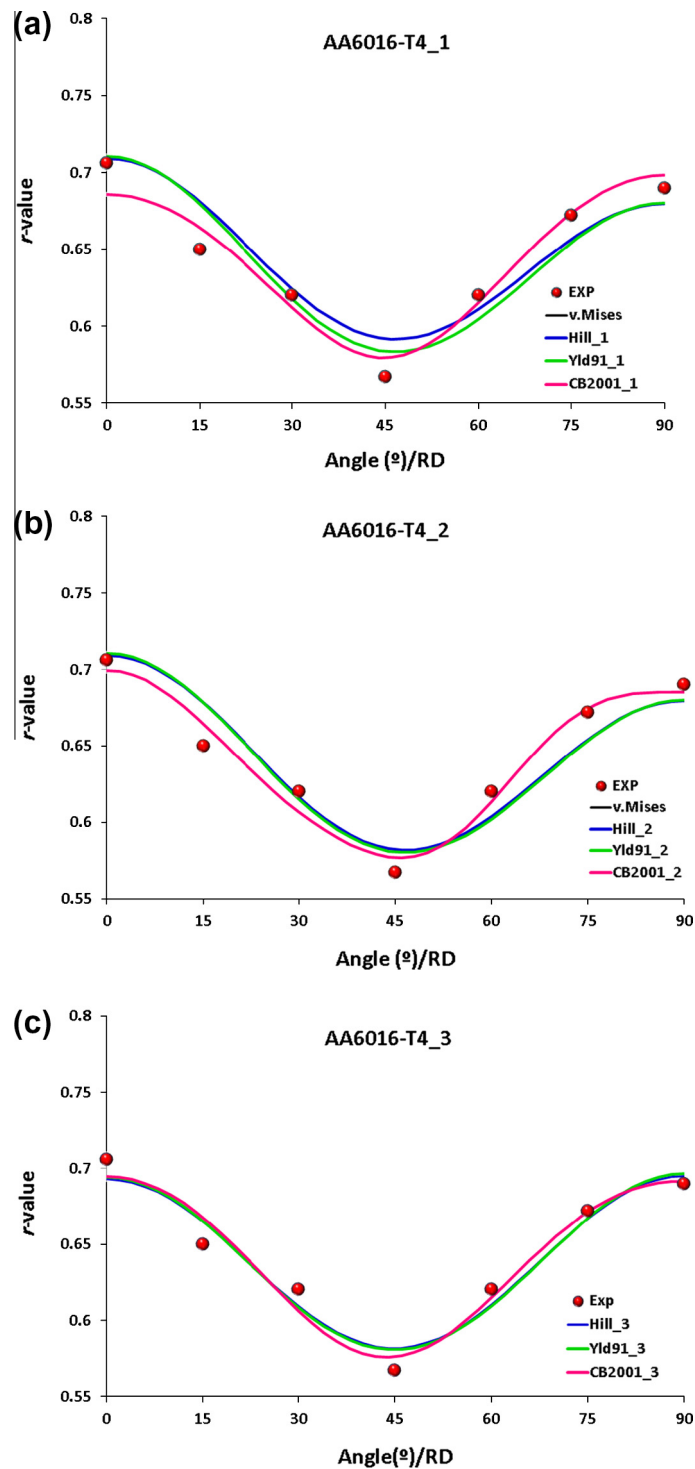 (a)
AA6016-T4_1
0.8
0.75
0.7
0.65
0.6
0.55
r-value
EXP
v.Mises
Hill_1
Yld91_1
CB2001_1
0 15 30 45 60 75 90
Angle (º)/RD
(b)
AA6016-T4_2
0.8
0.75
0.7
0.65
0.6
0.55
r-value
EXP
v.Mises
Hill_2
Yld91_2
CB2001_2
0 15 30 45 60 75 90
Angle (º)/RD
(c)
AA6016-T4_3
0.8
0.75
0.7
0.65
0.6
0.55
r-value
Exp
Hill_3
Yld91_3
CB2001_3
0 15 30 45 60 75 90
Angle(º)/RD